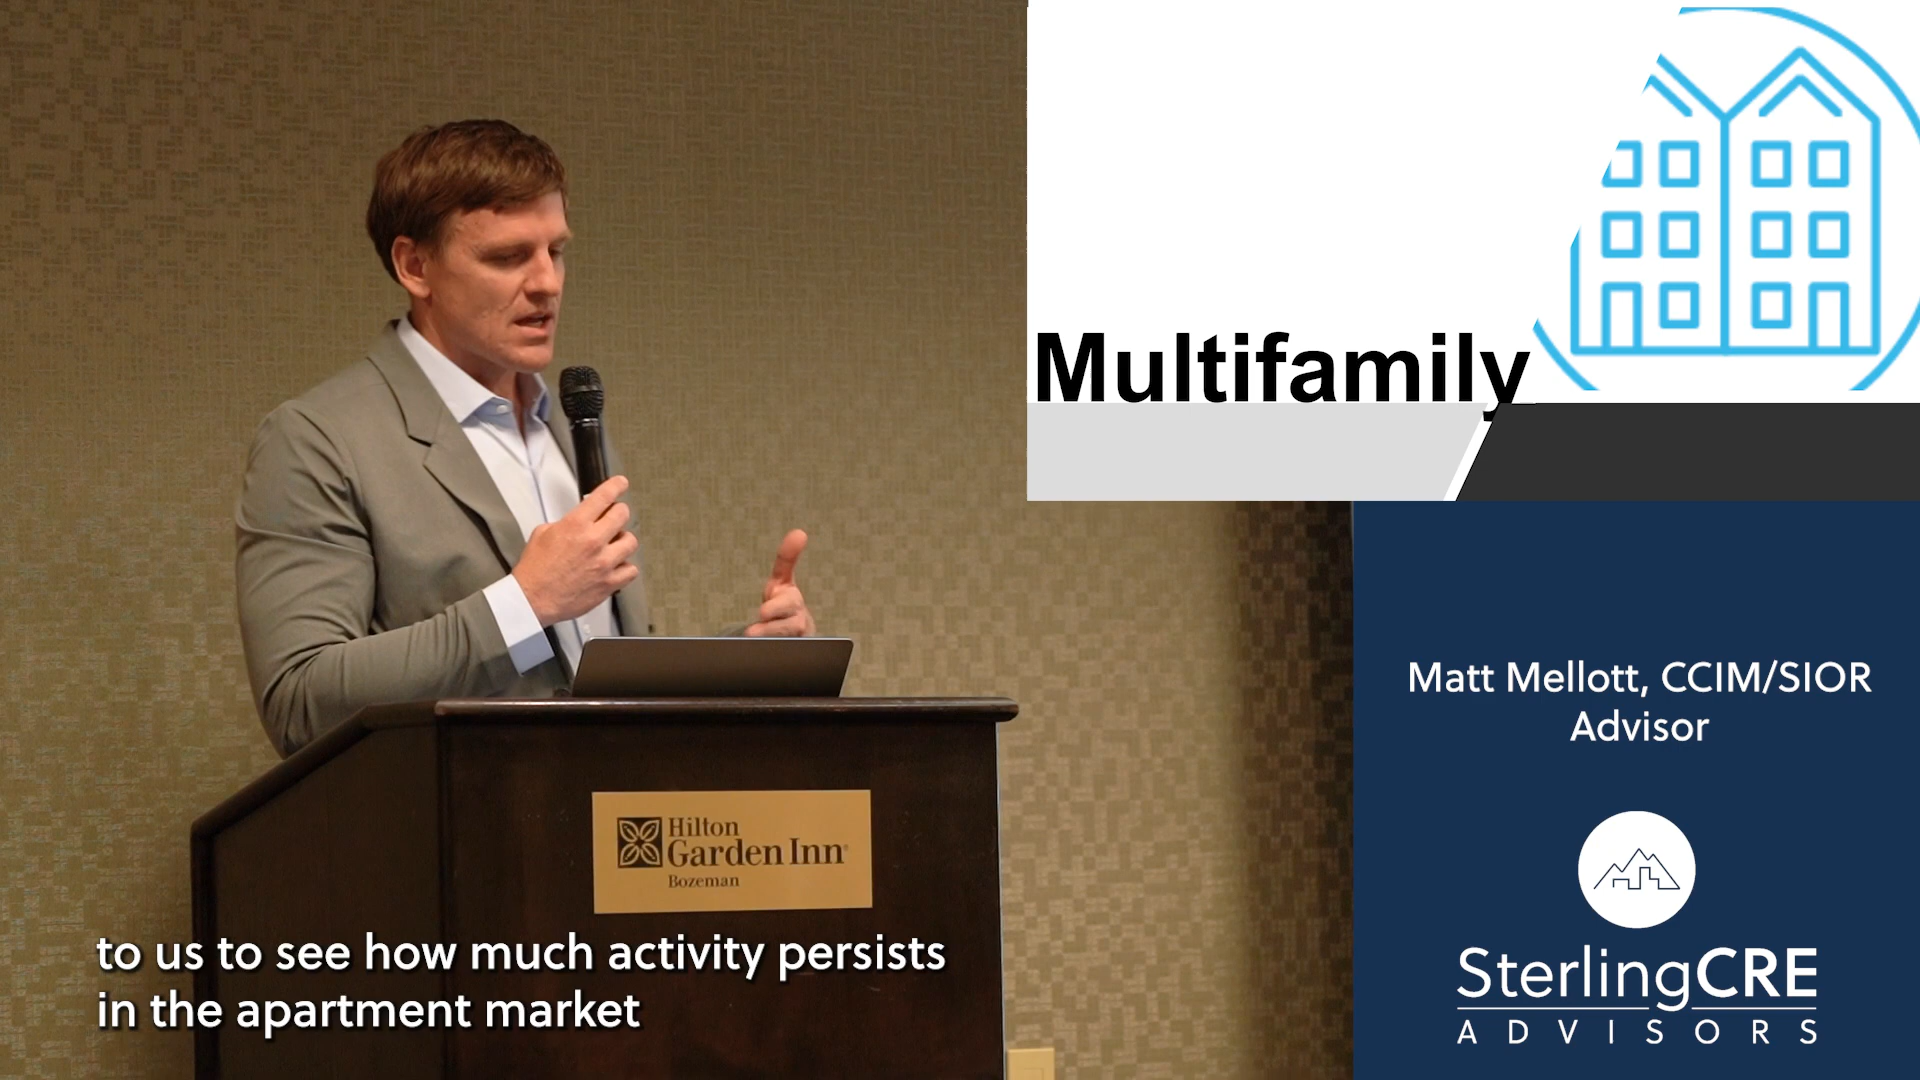 Multifamily
Matt Mellott, CCIM/SIOR
Advisor
SterlingCRE
ADVISORS
Hilton
Garden Inn
Bozeman
to us to see how much activity persists
in the apartment market